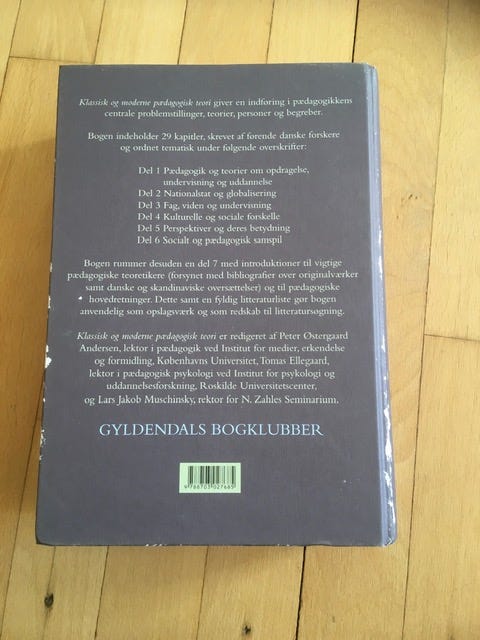 Klassisk og moderne pædagogisk teori giver en indføring i pædagogikkens
centrale problemstillinger, teorier, personer og begreber.
Bogen indeholder 29 kapitler, skrevet af førende danske forskere
og ordnet tematisk under følgende overskrifter:
Del 1 Pædagogik og teorier om opdragelse,
undervisning og uddannelse
Del 2 Nationalstat og globalisering
Del 3 Fag, viden og undervisning
Del 4 Kulturelle og sociale forskelle
Del 5 Perspektiver og deres betydning
Del 6 Socialt og pædagogisk samspil
Bogen rummer desuden en del 7 med introduktioner til vigtige
pædagogiske teoretikere (forsynet med bibliografier over originalværker
samt danske og skandinaviske oversættelser) og til pædagogiske
hovedretninger. Dette samt en fyldig litteraturliste gør bogen
anvendelig som opslagsværk og som redskab til litteratursøgning.
Klassisk og moderne pædagogisk teori er redigeret af Peter Østergaard
Andersen, lektor i pædagogik ved Institut for medier, erkendelse
og formidling, Københavns Universitet, Tomas Ellegaard,
lektor i pædagogisk psykologi ved Institut for psykologi og
uddannelsesforskning, Roskilde Universitetscenter,
og Lars Jakob Muschinsky, rektor for N. Zahles Seminarium.
GYLDENDALS BOGKLUBBER
9788703027685